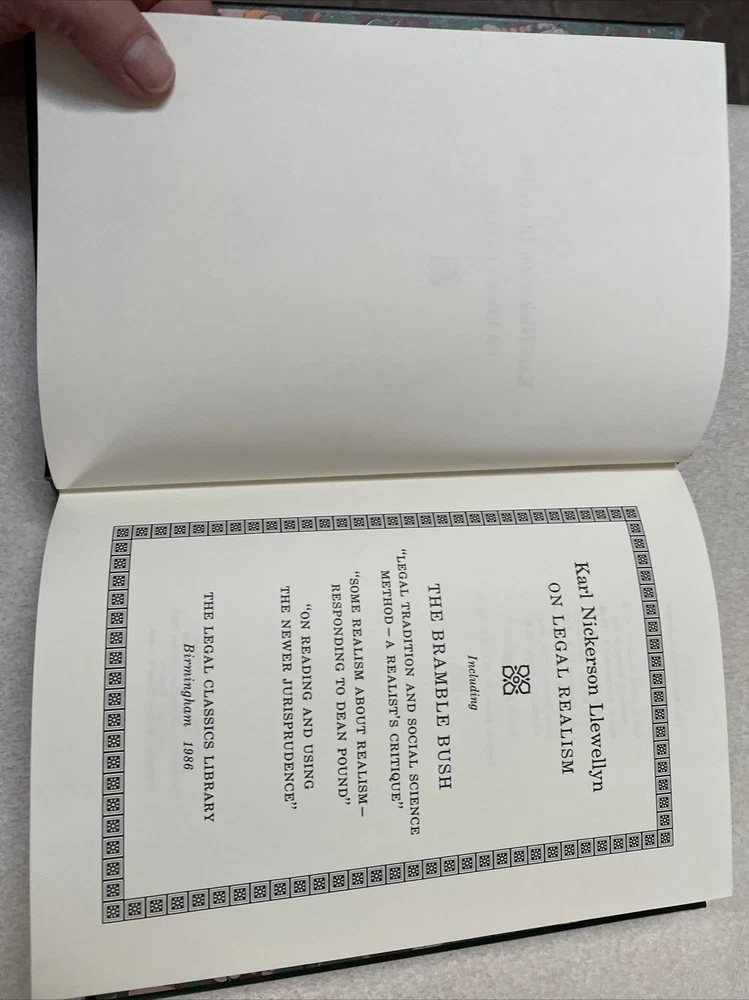 Karl Nickerson Llewellyn
ON LEGAL REALISM
Including
THE BRAMBLE BUSH
“LEGAL TRADITION AND SOCIAL SCIENCE
METHOD—A REALIST'S CRITIQUE”
“SOME REALISM ABOUT REALISM—
RESPONDING TO DEAN POUND”
“ON READING AND USING
THE NEWER JURISPRUDENCE”
THE LEGAL CLASSICS LIBRARY
Birmingham 1986